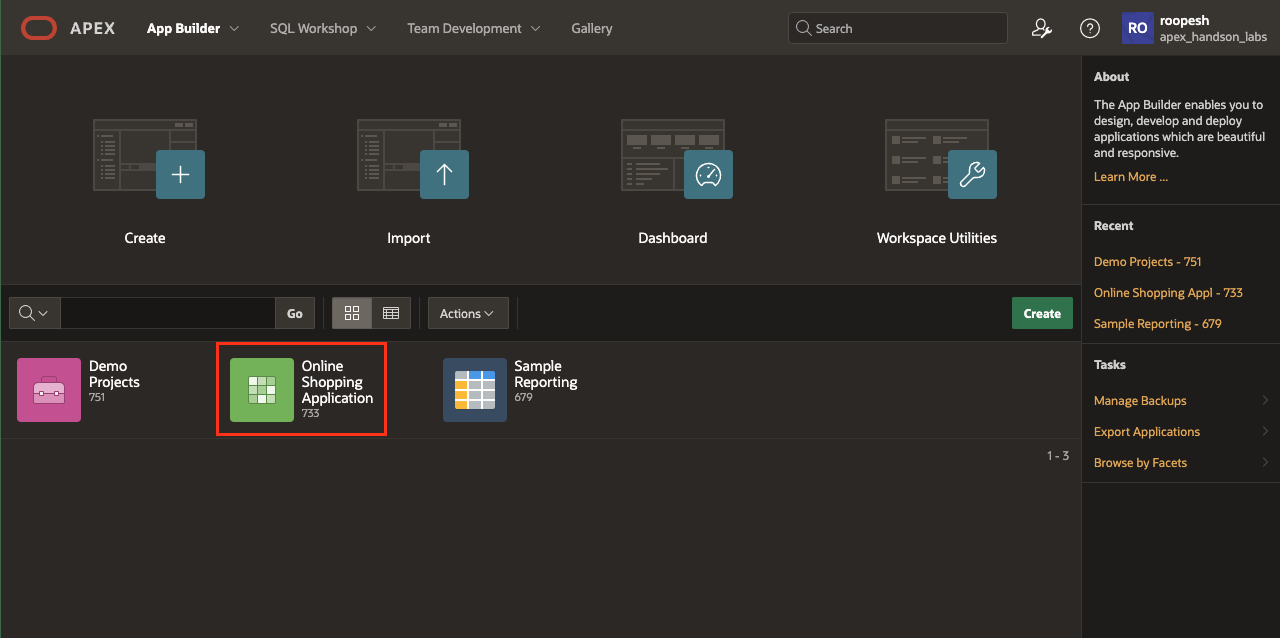 APEX
App Builder
SQL Workshop
Team Development
Gallery
Search
RO
roopesh
apex_handson_labs
Create
Import
Dashboard
Workspace Utilities
Go
Actions
Create
Demo
Projects
751
Online
Shopping
Application
733
Sample
Reporting
679
1 - 3
About
The App Builder enables you to
design, develop and deploy
applications which are beautiful
and responsive.
Learn More ...
Recent
Demo Projects - 751
Online Shopping Appl - 733
Sample Reporting - 679
Tasks
Manage Backups
Export Applications
Browse by Facets